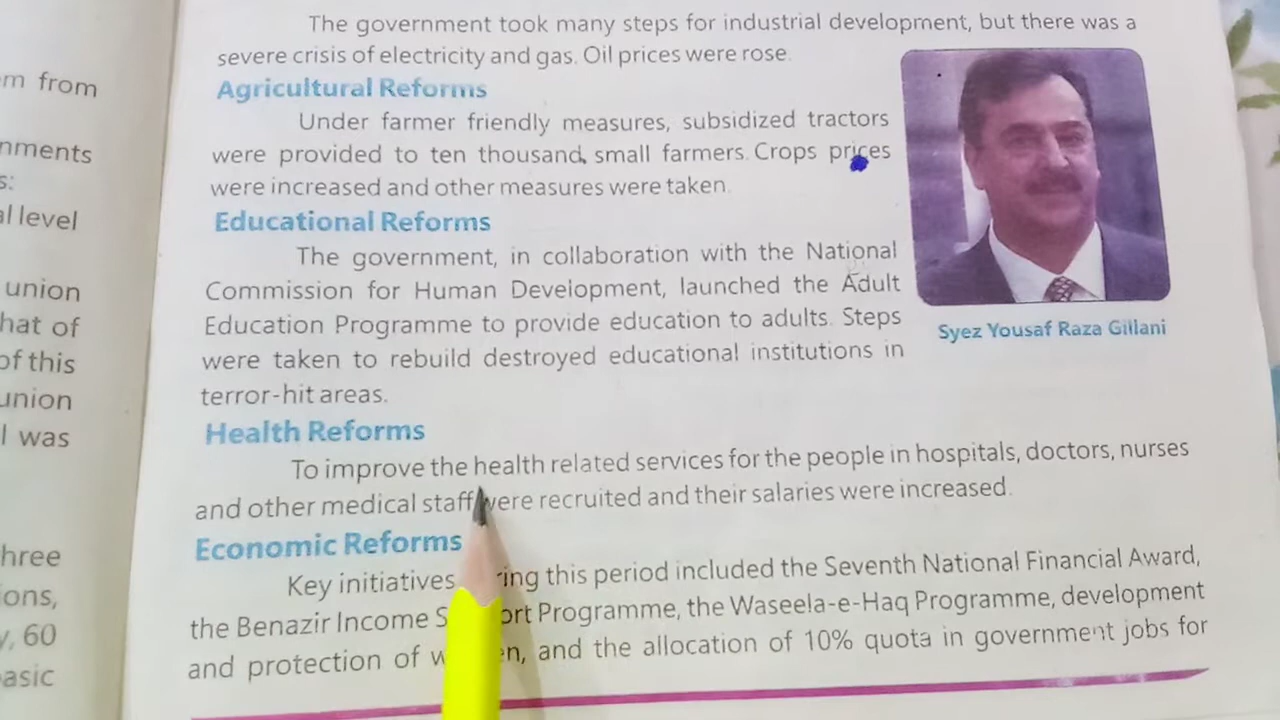 em from
nments
s:
al level
union
hat of
of this
union
l was
hree
ons,
y, 60
asic
The government took many steps for industrial development, but there was a
severe crisis of electricity and gas. Oil prices were rose.
Agricultural Reforms
Under farmer friendly measures, subsidized tractors
were provided to ten thousand small farmers. Crops prices
were increased and other measures were taken.
Educational Reforms
The government, in collaboration with the National
Commission for Human Development, launched the Adult
Education Programme to provide education to adults. Steps
were taken to rebuild destroyed educational institutions in
terror-hit areas.
Syez Yousaf Raza Gillani
Health Reforms
To improve the health related services for the people in hospitals, doctors, nurses
and other medical staff were recruited and their salaries were increased.
Economic Reforms
Key initiatives ring this period included the Seventh National Financial Award,
the Benazir Income S ort Programme, the Waseela-e-Haq Programme, development
and protection of w en, and the allocation of 10% quota in government jobs for